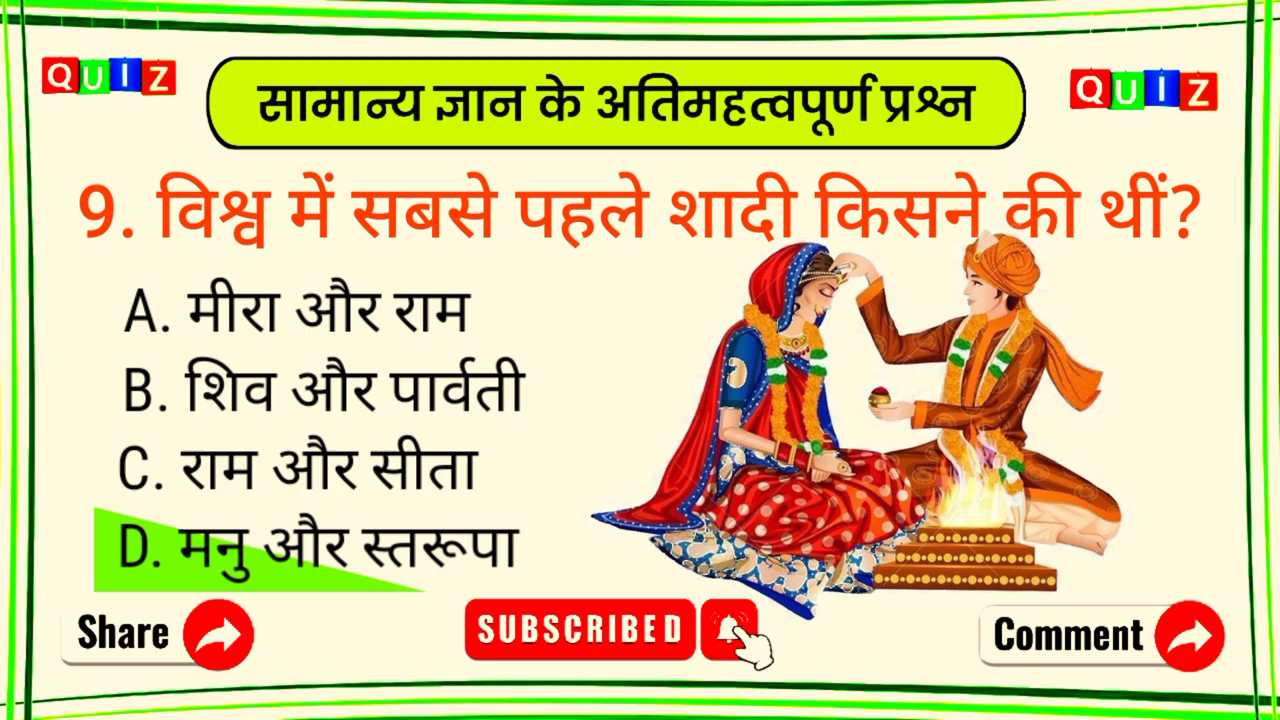 QUIZ
सामान्य ज्ञान के अतिमहत्वपूर्ण प्रश्न
QUIZ
9. विश्व में सबसे पहले शादी किसने की थीं?
A. मीरा और राम
B. शिव और पार्वती
C. राम और सीता
D. मनु और स्तरूपा
Share
SUBSCRIBED
Comment